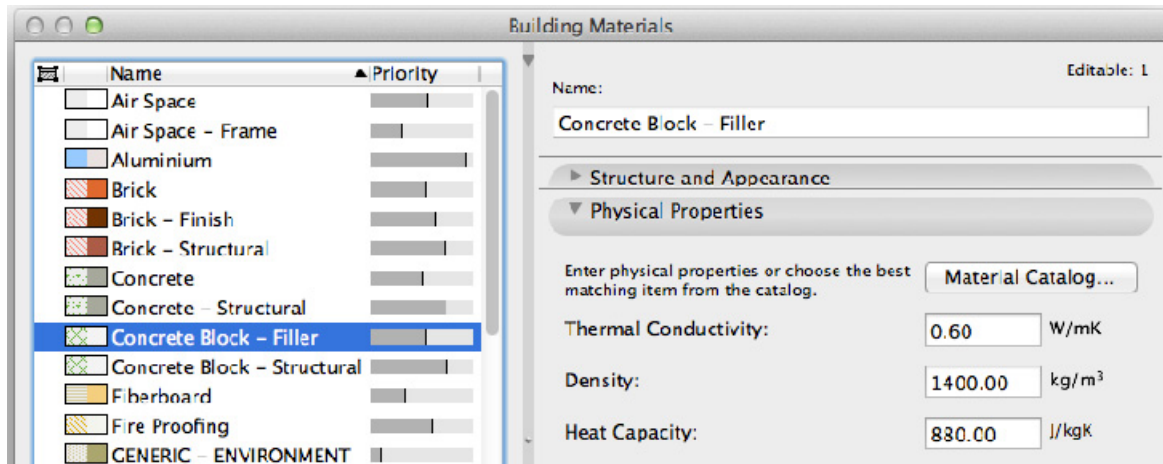 Building Materials
Name Priority
Air Space
Air Space – Frame
Aluminium
Brick
Brick – Finish
Brick – Structural
Concrete
Concrete – Structural
Concrete Block – Filler
Concrete Block – Structural
Fiberboard
Fire Proofing
GENERIC – ENVIRONMENT
Editable: 1
Name:
Concrete Block – Filler
Structure and Appearance
Physical Properties
Enter physical properties or choose the best
matching item from the catalog.
Material Catalog...
Thermal Conductivity: 0.60 W/mK
Density: 1400.00 kg/m³
Heat Capacity: 880.00 J/kgK